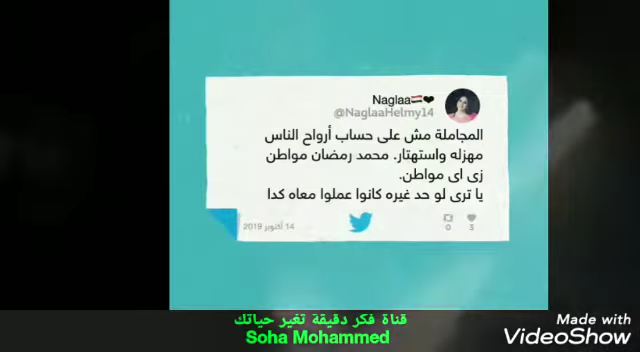 Naglaa🇪🇬❤
@NaglaaHelmy14
المجاملة مش على حساب أرواح الناس
مهزله واستهتار. محمد رمضان مواطن
زى اى مواطن.
يا ترى لو حد غيره كانوا عملوا معاه كدا
14 أكتوبر 2019
0
3
قناة فكر دقيقة تغير حياتك
Soha Mohammed
Made with
VideoShow